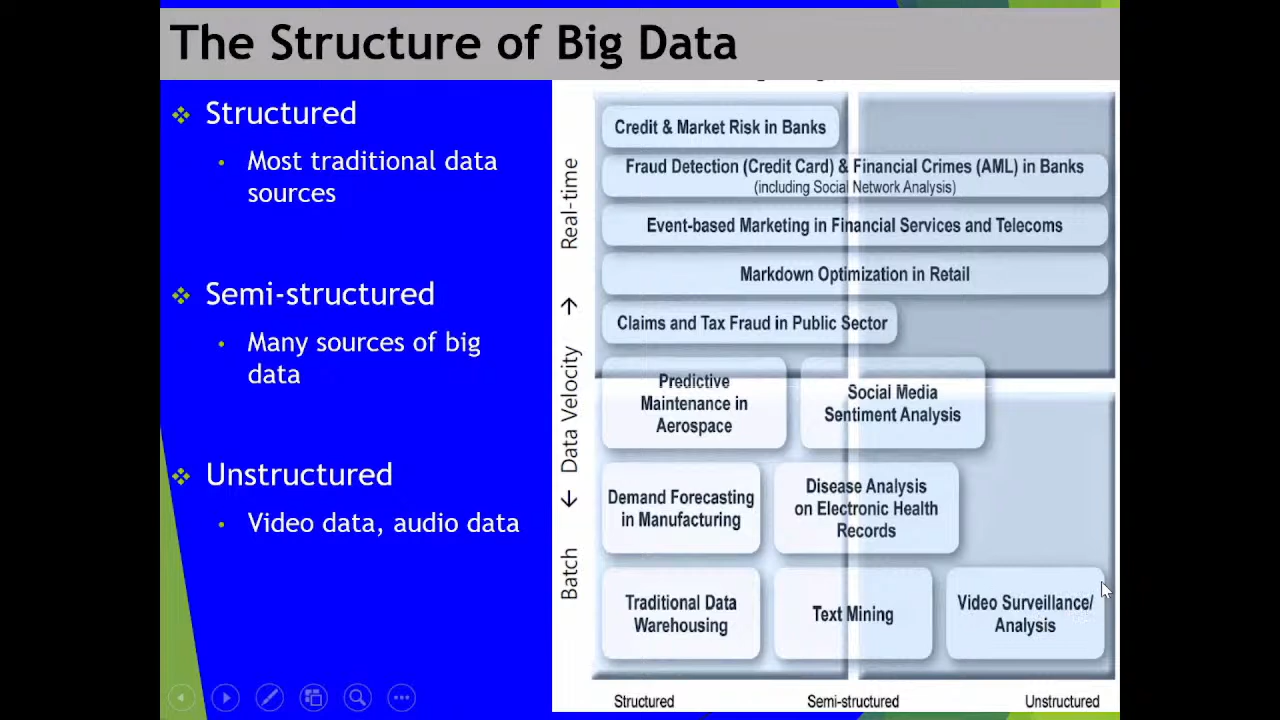 The Structure of Big Data
Structured
Most traditional data
sources
Semi-structured
Many sources of big
data
Unstructured
Video data, audio data
Credit & Market Risk in Banks
Fraud Detection (Credit Card) & Financial Crimes (AML) in Banks
(including Social Network Analysis)
Event-based Marketing in Financial Services and Telecoms
Markdown Optimization in Retail
Claims and Tax Fraud in Public Sector
Predictive
Maintenance in
Aerospace
Social Media
Sentiment Analysis
Demand Forecasting
in Manufacturing
Disease Analysis
on Electronic Health
Records
Traditional Data
Warehousing
Text Mining
Video Surveillance/
Analysis
Batch ← Data Velocity → Real-time
Structured
Semi-structured
Unstructured